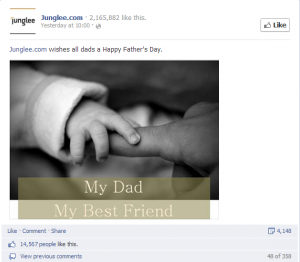 junglee
Junglee.com · 2,165,882 like this.
Yesterday at 10:00 ·
Like
Junglee.com wishes all dads a Happy Father's Day.
My Dad
My Best Friend
Like · Comment · Share
4,148
14,567 people like this.
View previous comments
48 of 358